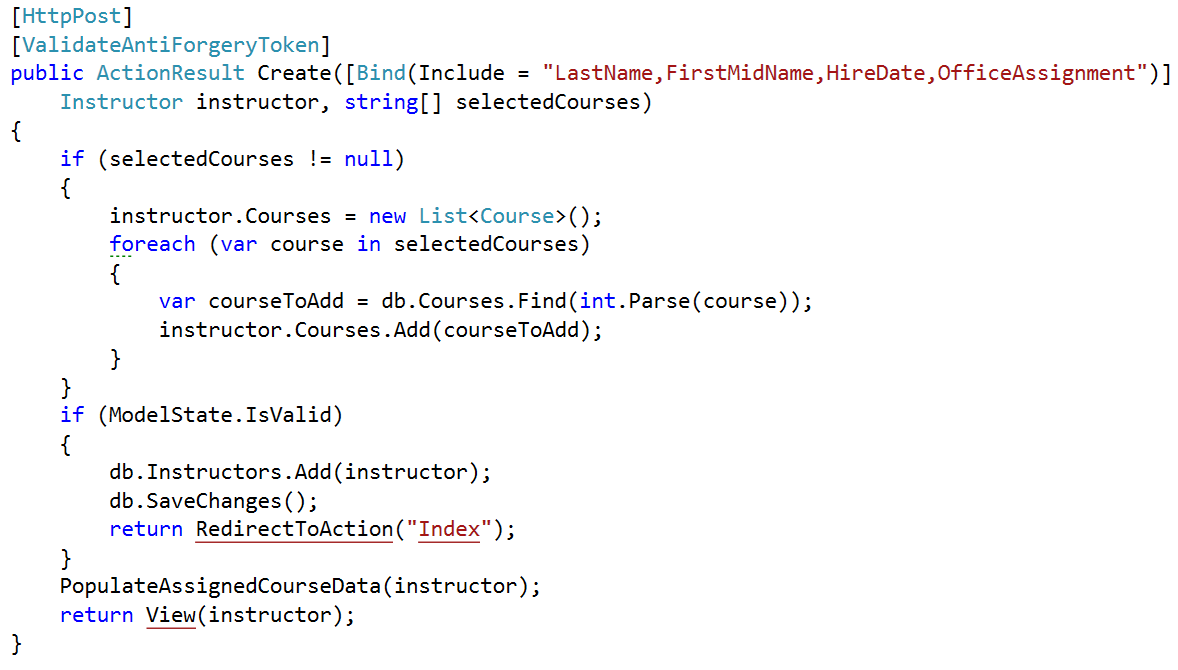 [HttpPost]
[ValidateAntiForgeryToken]
public ActionResult Create([Bind(Include = "LastName,FirstMidName,HireDate,OfficeAssignment")]
    Instructor instructor, string[] selectedCourses)
{
    if (selectedCourses != null)
    {
        instructor.Courses = new List<Course>();
        foreach (var course in selectedCourses)
        {
            var courseToAdd = db.Courses.Find(int.Parse(course));
            instructor.Courses.Add(courseToAdd);
        }
    }
    if (ModelState.IsValid)
    {
        db.Instructors.Add(instructor);
        db.SaveChanges();
        return RedirectToAction("Index");
    }
    PopulateAssignedCourseData(instructor);
    return View(instructor);
}